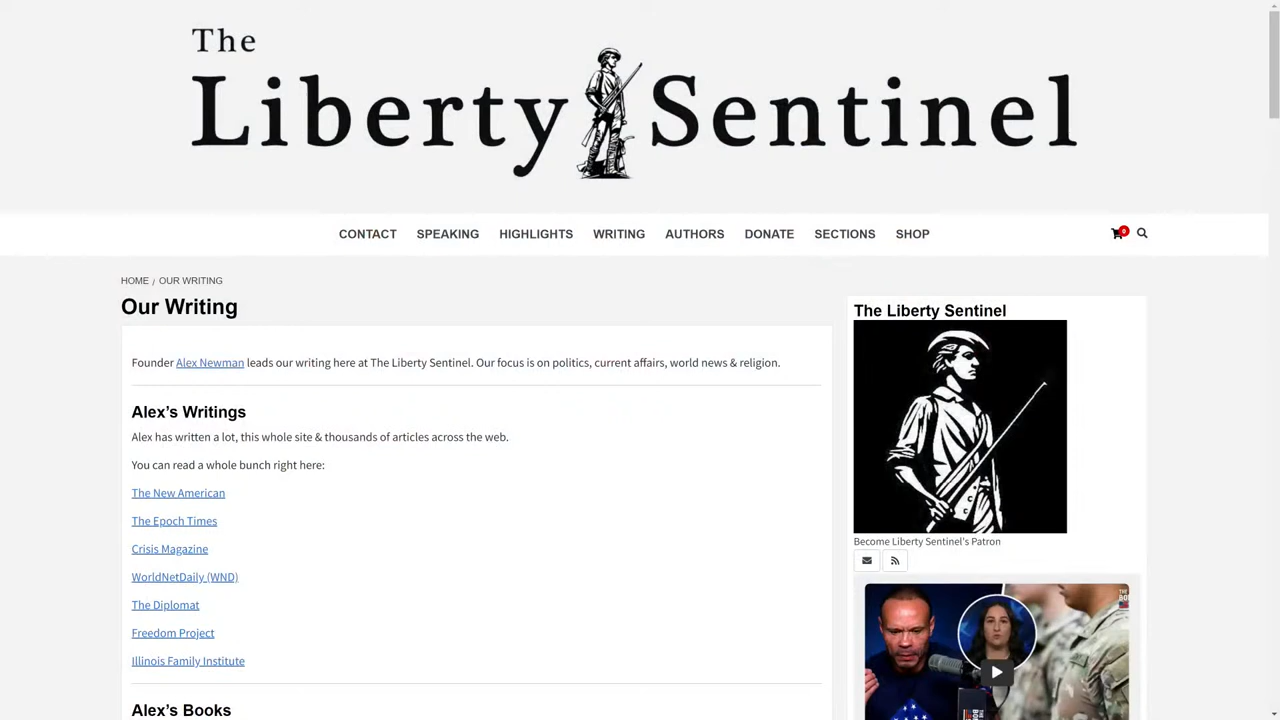 The
Liberty Sentinel
CONTACT SPEAKING HIGHLIGHTS WRITING AUTHORS DONATE SECTIONS SHOP
0
HOME / OUR WRITING
Our Writing
Founder Alex Newman leads our writing here at The Liberty Sentinel. Our focus is on politics, current affairs, world news & religion.
Alex’s Writings
Alex has written a lot, this whole site & thousands of articles across the web.
You can read a whole bunch right here:
The New American
The Epoch Times
Crisis Magazine
WorldNetDaily (WND)
The Diplomat
Freedom Project
Illinois Family Institute
Alex’s Books
The Liberty Sentinel
Become Liberty Sentinel's Patron